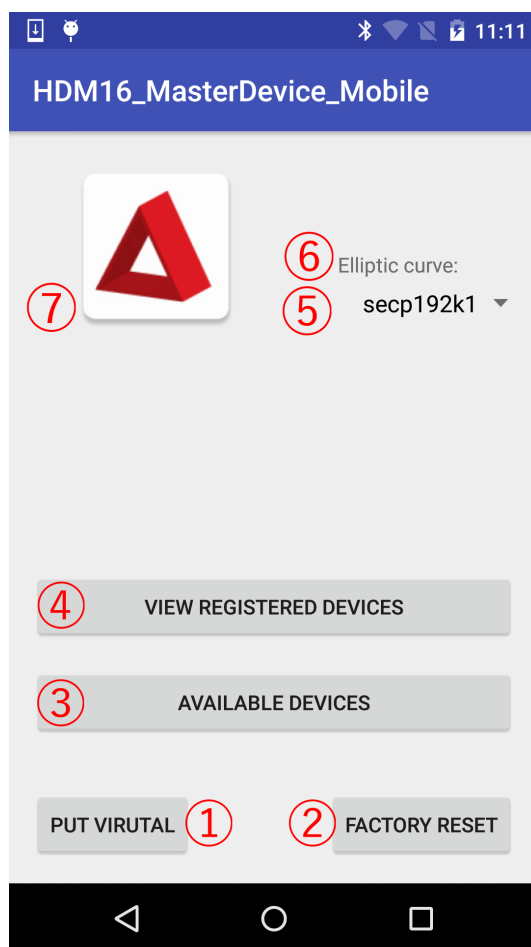 11:11
HDM16_MasterDevice_Mobile
⑥ Elliptic curve:
⑦
⑤ secp192k1
④ VIEW REGISTERED DEVICES
③ AVAILABLE DEVICES
PUT VIRUTAL ① ② FACTORY RESET